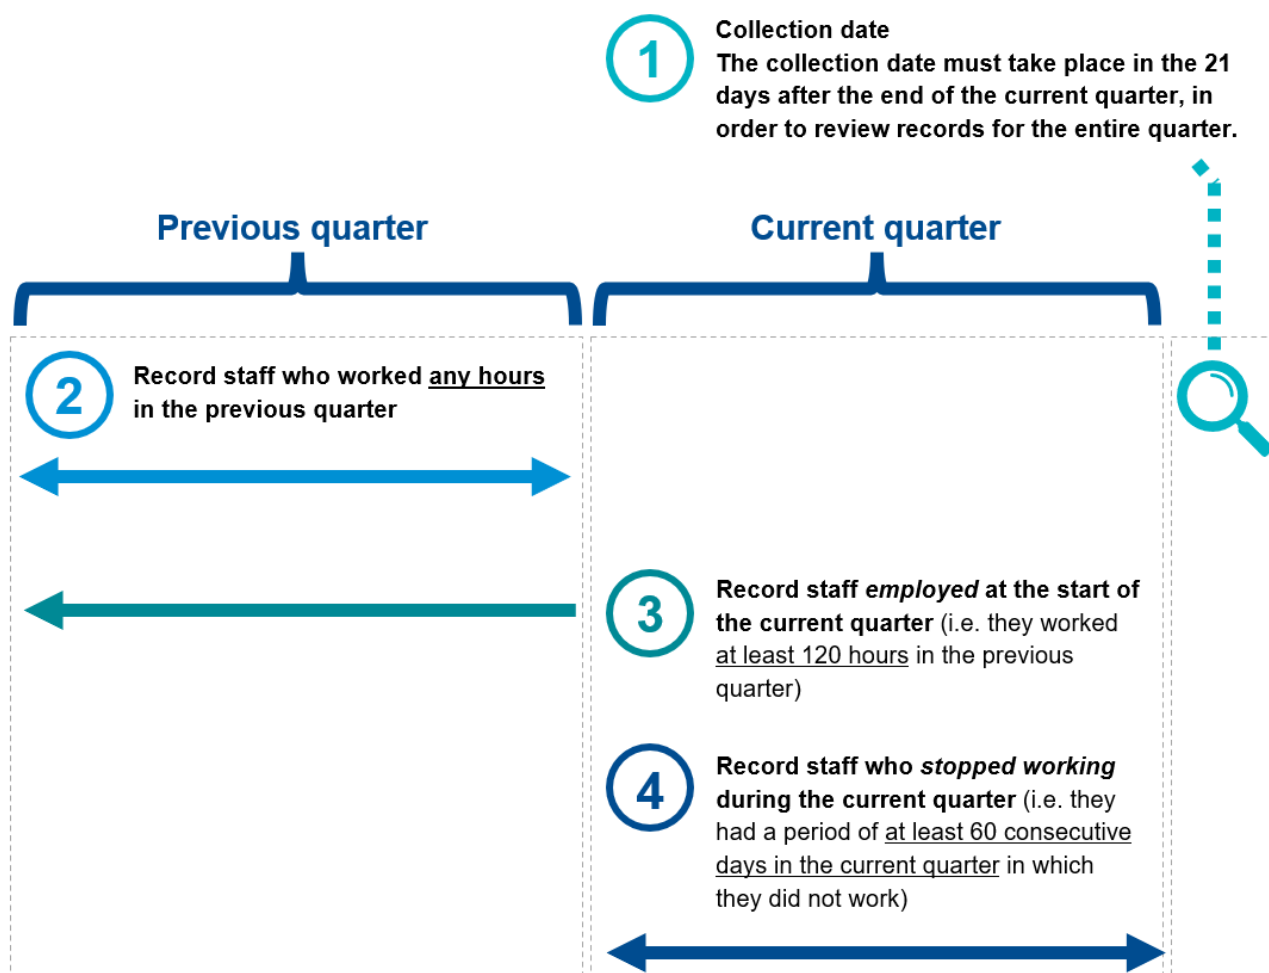 1
Collection date
The collection date must take place in the 21
days after the end of the current quarter, in
order to review records for the entire quarter.
Previous quarter
Current quarter
2
Record staff who worked any hours
in the previous quarter
3
Record staff employed at the start of
the current quarter (i.e. they worked
at least 120 hours in the previous
quarter)
4
Record staff who stopped working
during the current quarter (i.e. they
had a period of at least 60 consecutive
days in the current quarter in which
they did not work)